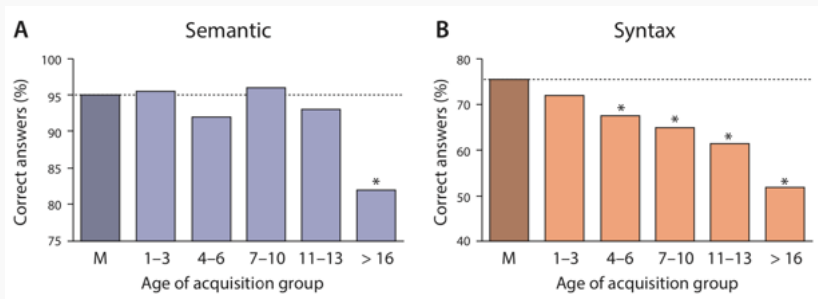 A
Semantic
100
95
90
85
80
75
Correct answers (%)
M 1–3 4–6 7–10 11–13 > 16
*
Age of acquisition group
B
Syntax
80
70
60
50
40
Correct answers (%)
* * * *
M 1–3 4–6 7–10 11–13 > 16
Age of acquisition group